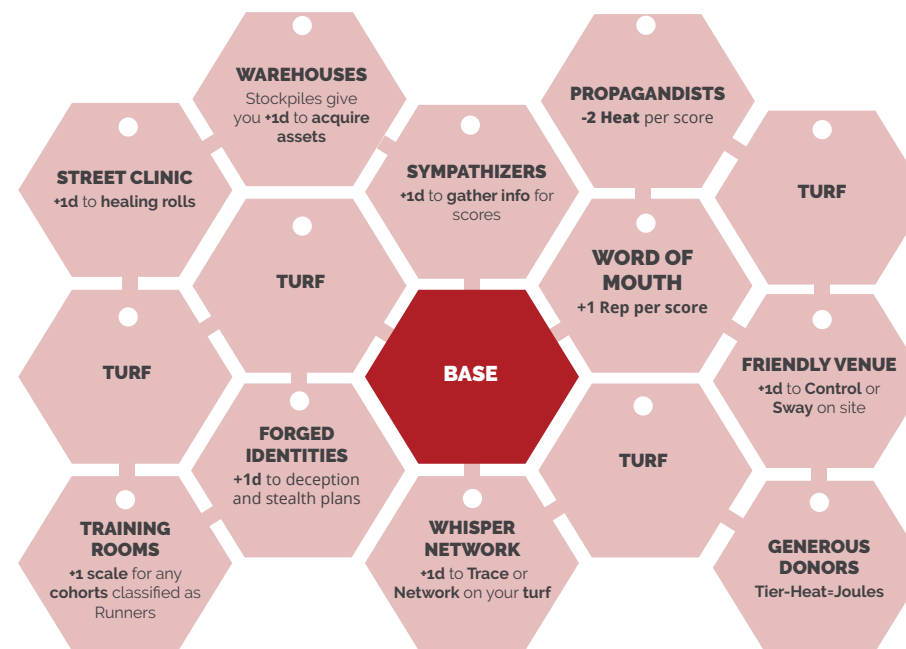 WAREHOUSES
Stockpiles give
you +1d to acquire
assets
PROPAGANDISTS
-2 Heat per score
STREET CLINIC
+1d to healing rolls
SYMPATHIZERS
+1d to gather info for
scores
TURF
TURF
WORD OF
MOUTH
+1 Rep per score
TURF
BASE
FRIENDLY VENUE
+1d to Control or
Sway on site
FORGED
IDENTITIES
+1d to deception
and stealth plans
TURF
TRAINING
ROOMS
+1 scale for any
cohorts classified as
Runners
WHISPER
NETWORK
+1d to Trace or
Network on your turf
GENEROUS
DONORS
Tier-Heat=Joules